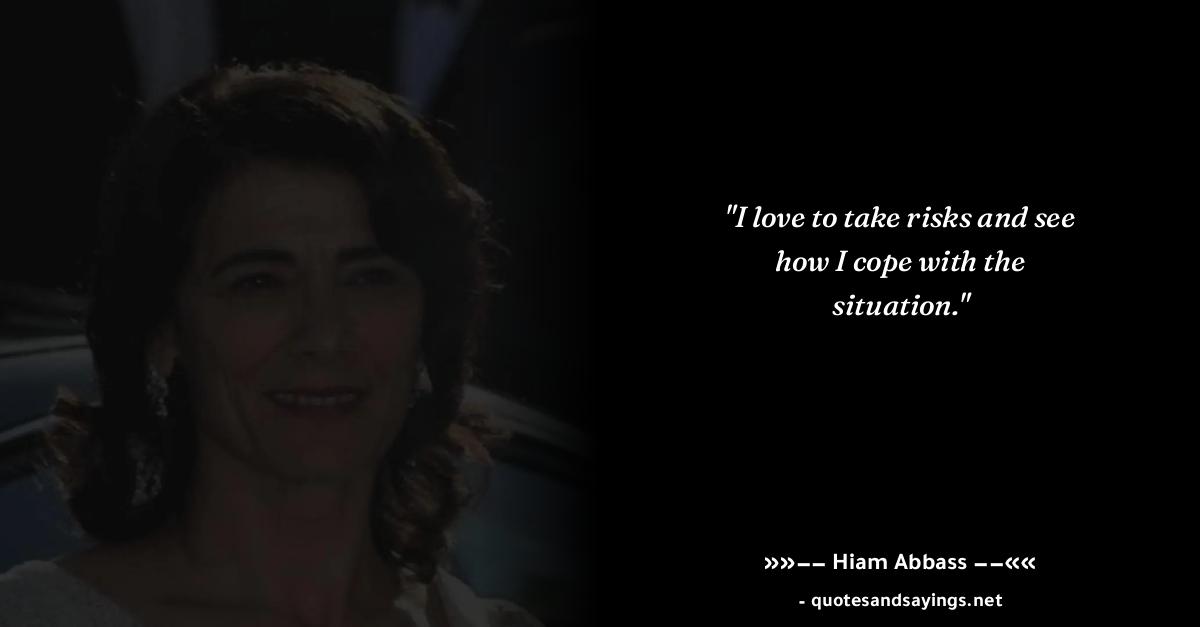 "I love to take risks and see
how I cope with the
situation."
»»−− Hiam Abbass −−««
- quotesandsayings.net